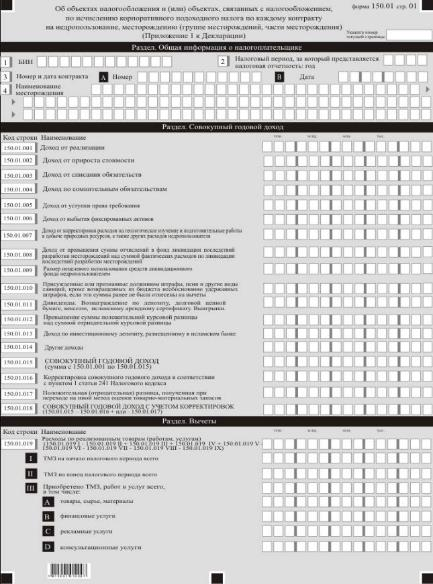 форма 150.01 стр. 01
Об объектах налогообложения и (или) объектах, связанных с налогообложением,
по исчислению корпоративного подоходного налога по каждому контракту
на недропользование, месторождению (группе месторождений, части месторождения)
(Приложение 1 к Декларации)
Укажите номер
текущей страницы
Раздел. Общая информация о налогоплательщике
1 БИН
2 Налоговый период, за который представляется
налоговая отчетность: год
3 Номер и дата контракта A Номер B Дата
4 Наименование
месторождения
Раздел. Совокупный годовой доход
Код строки Наименование
150.01.001 Доход от реализации
150.01.002 Доход от прироста стоимости
150.01.003 Доход от списания обязательств
150.01.004 Доход по сомнительным обязательствам
150.01.005 Доход от уступки права требования
150.01.006 Доход от выбытия фиксированных активов
150.01.007 Доход от корректировки расходов на геологическое изучение и подготовительные работы
к добыче природных ресурсов, а также других расходов недропользователя
150.01.008 Доход от превышения суммы отчислений в фонд ликвидации последствий
разработки месторождений над суммой фактических расходов по ликвидации
последствий разработки месторождений
150.01.009 Размер нецелевого использования средств ликвидационного
фонда недропользователем
150.01.010 Присужденные или признанные должником штрафы, пени и другие виды
санкций, кроме возвращенных из бюджета необоснованно удержанных
штрафов, если эти суммы ранее не были отнесены на вычеты
150.01.011 Дивиденды. Вознаграждение по депозиту, долговой ценной
бумаге, векселю, исламскому арендному сертификату. Выигрыши.
150.01.012 Превышение суммы положительной курсовой разницы
над суммой отрицательной курсовой разницы
150.01.013 Доход по инвестиционному депозиту, размещенному в исламском банке
150.01.014 Другие доходы
150.01.015 СОВОКУПНЫЙ ГОДОВОЙ ДОХОД
(сумма с 150.01.001 по 150.01.015)
150.01.016 Корректировка совокупного годового дохода в соответствии
с пунктом 1 статьи 241 Налогового кодекса
150.01.017 Положительная (отрицательная) разница, полученная при
переходе на иной метод оценки товарно-материальных запасов
150.01.018 СОВОКУПНЫЙ ГОДОВОЙ ДОХОД С УЧЕТОМ КОРРЕКТИРОВОК
(150.01.015 - 150.01.016 + или - 150.01.017)
Раздел. Вычеты
Код строки Наименование
150.01.019 Расходы по реализованным товарам (работам, услугам)
(150.01.019 I - 150.01.019 II + 150.01.019 III + 150.01.019 IV + 150.01.019 V -
150.01.019 VI - 150.01.019 VII - 150.01.019 VIII - 150.01.019 IX)
I ТМЗ на начало налогового периода всего
II ТМЗ на конец налогового периода всего
III Приобретено ТМЗ, работ и услуг всего,
в том числе:
A товары, сырье, материалы
B финансовые услуги
C рекламные услуги
D консультационные услуги